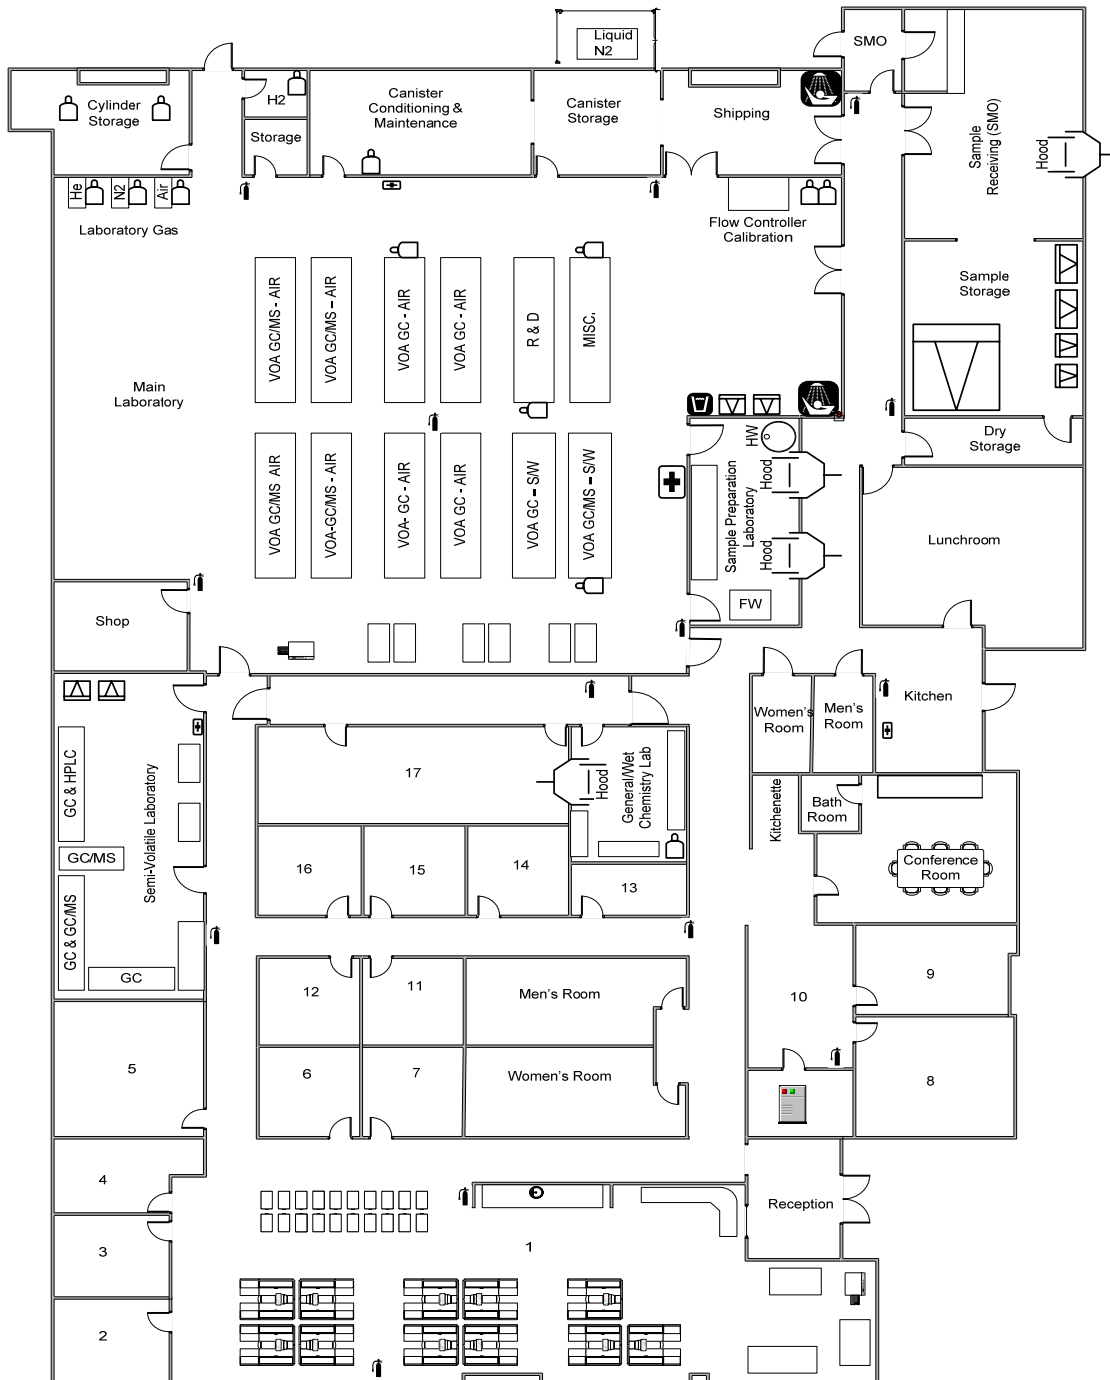 Liquid
N2
SMO
Cylinder
Storage
H2
Storage
Canister
Conditioning &
Maintenance
Canister
Storage
Shipping
Sample
Receiving (SMO)
Hood
He
N2
Air
Laboratory Gas
Flow Controller
Calibration
Sample
Storage
VOA GC/MS - AIR
VOA GC/MS – AIR
VOA GC - AIR
VOA GC - AIR
R & D
MISC.
Main
Laboratory
HW
Dry
Storage
VOA GC/MS AIR
VOA-GC/MS - AIR
VOA- GC - AIR
VOA GC - AIR
VOA GC – S/W
VOA GC/MS – S/W
Sample Preparation
Laboratory
Hood
Hood
FW
Lunchroom
Shop
Women's
Room
Men's
Room
Kitchen
GC & HPLC
GC/MS
GC & GC/MS
GC
Semi-Volatile Laboratory
17
Hood
General/Wet
Chemistry Lab
Kitchenette
Bath
Room
Conference
Room
16
15
14
13
12
11
Men's Room
10
9
5
6
7
Women's Room
8
4
Reception
3
1
2